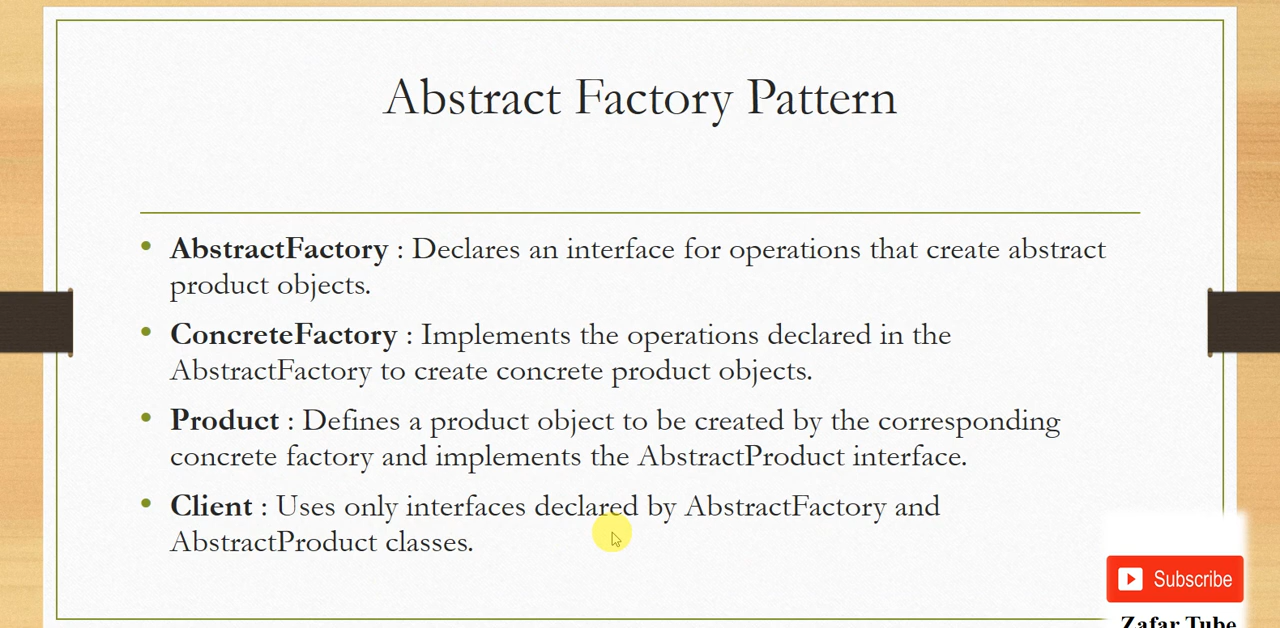 Abstract Factory Pattern
• AbstractFactory : Declares an interface for operations that create abstract
product objects.
• ConcreteFactory : Implements the operations declared in the
AbstractFactory to create concrete product objects.
• Product : Defines a product object to be created by the corresponding
concrete factory and implements the AbstractProduct interface.
• Client : Uses only interfaces declared by AbstractFactory and
AbstractProduct classes.
Subscribe
Zafar Tube